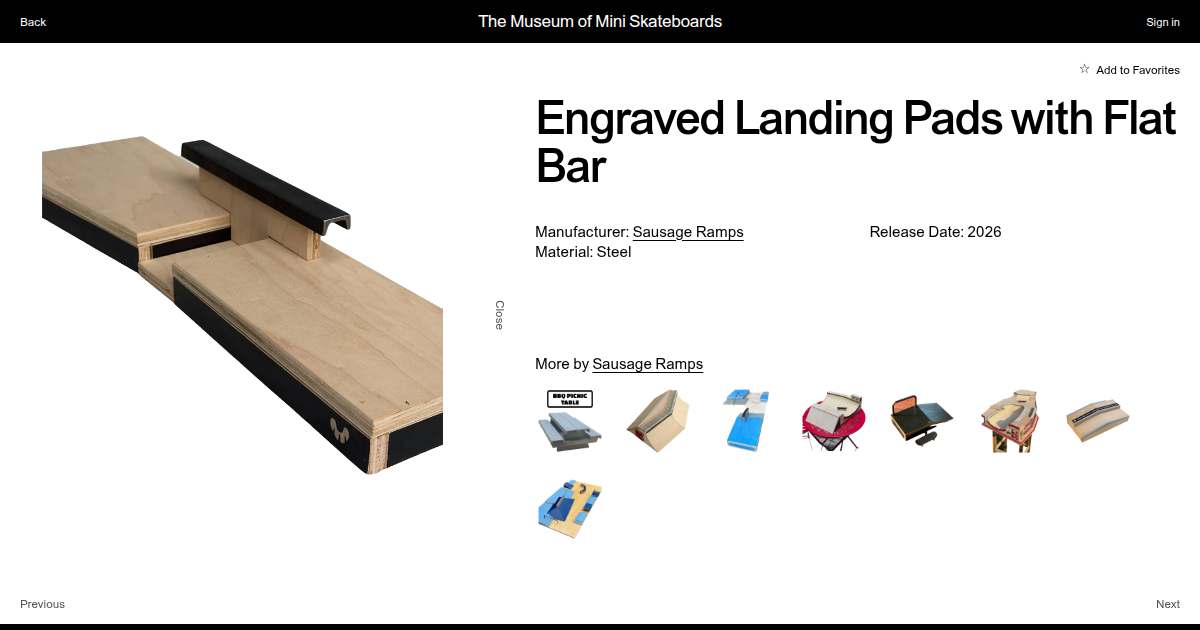 Back
The Museum of Mini Skateboards
Sign in
☆ Add to Favorites
Engraved Landing Pads with Flat
Bar
Manufacturer: Sausage Ramps
Release Date: 2026
Material: Steel
Close
More by Sausage Ramps
BBQ PICNIC
TABLE
Previous
Next